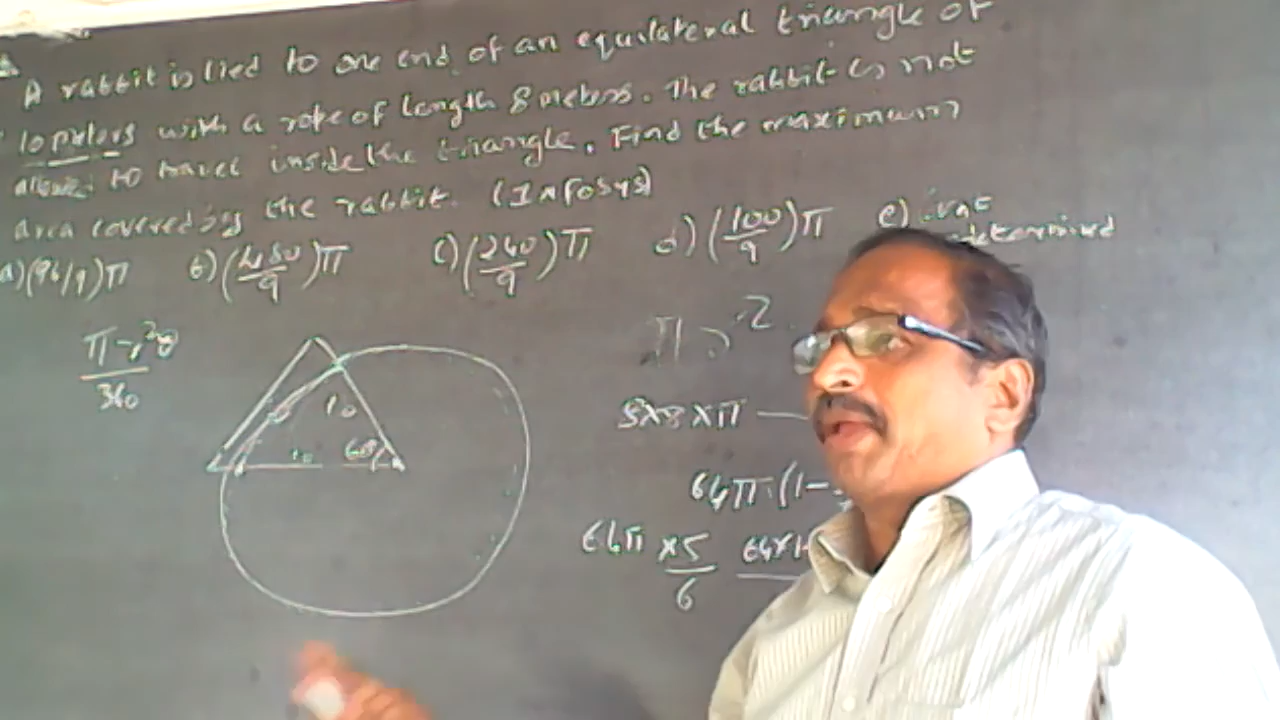 A rabbit is tied to one end of an equilateral triangle of
10 meters with a rope of length 8 meters. The rabbit is not
allowed to travel inside the triangle. Find the maximum
area covered by the rabbit. (Infosys)
a) (96/9)π b) (480/9)π c) (240/9)π d) (100/9)π e)
determined
πr²θ
360
10
10 60°
πr²
8×8×π —
64π (1-
64π ×5 64×1
6